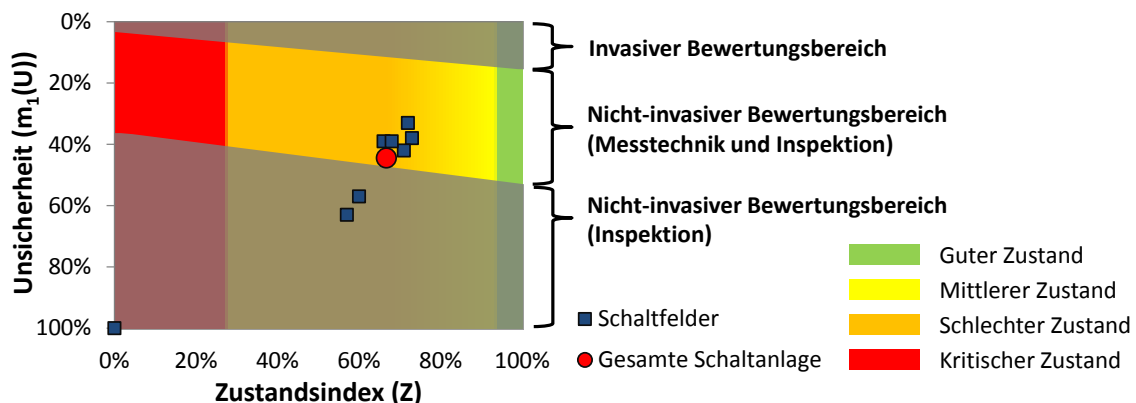 0%
20%
40%
60%
80%
100%
Unsicherheit (m₁(U))
0%
20%
40%
60%
80%
100%
Zustandsindex (Z)
Invasiver Bewertungsbereich
Nicht-invasiver Bewertungsbereich
(Messtechnik und Inspektion)
Nicht-invasiver Bewertungsbereich
(Inspektion)
Schaltfelder
Gesamte Schaltanlage
Guter Zustand
Mittlerer Zustand
Schlechter Zustand
Kritischer Zustand